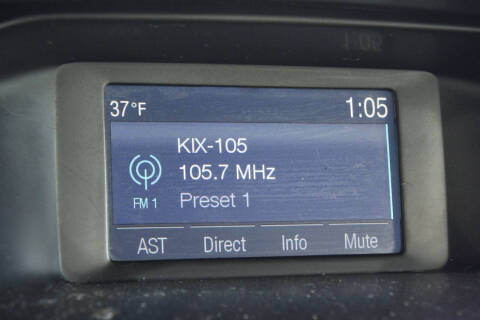 37°F 1:05
KIX-105
105.7 MHz
FM 1 Preset 1
AST Direct Info Mute